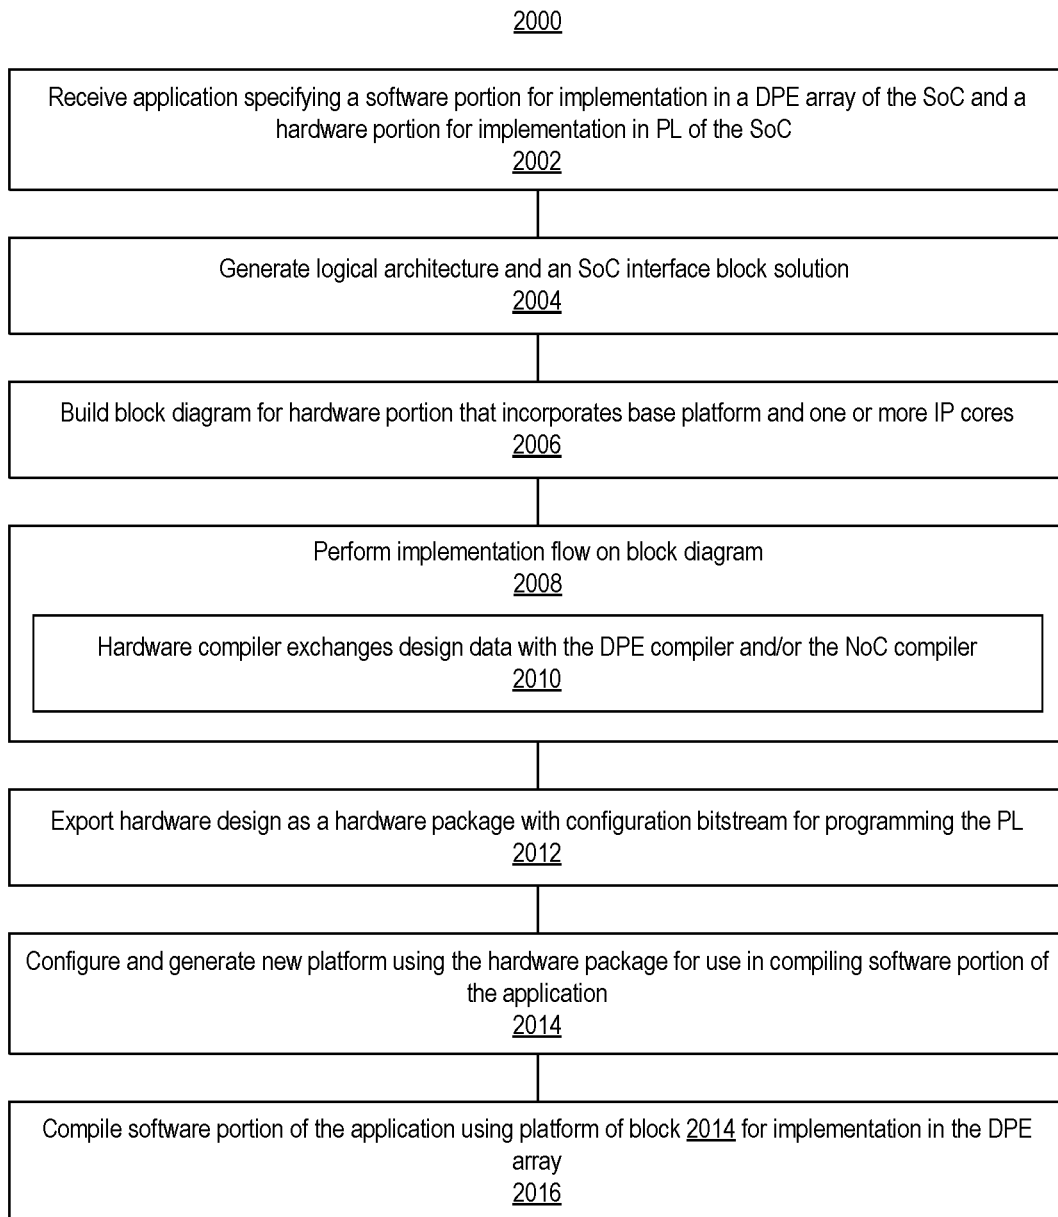 2000
Receive application specifying a software portion for implementation in a DPE array of the SoC and a
hardware portion for implementation in PL of the SoC
2002
Generate logical architecture and an SoC interface block solution
2004
Build block diagram for hardware portion that incorporates base platform and one or more IP cores
2006
Perform implementation flow on block diagram
2008
Hardware compiler exchanges design data with the DPE compiler and/or the NoC compiler
2010
Export hardware design as a hardware package with configuration bitstream for programming the PL
2012
Configure and generate new platform using the hardware package for use in compiling software portion of
the application
2014
Compile software portion of the application using platform of block 2014 for implementation in the DPE
array
2016